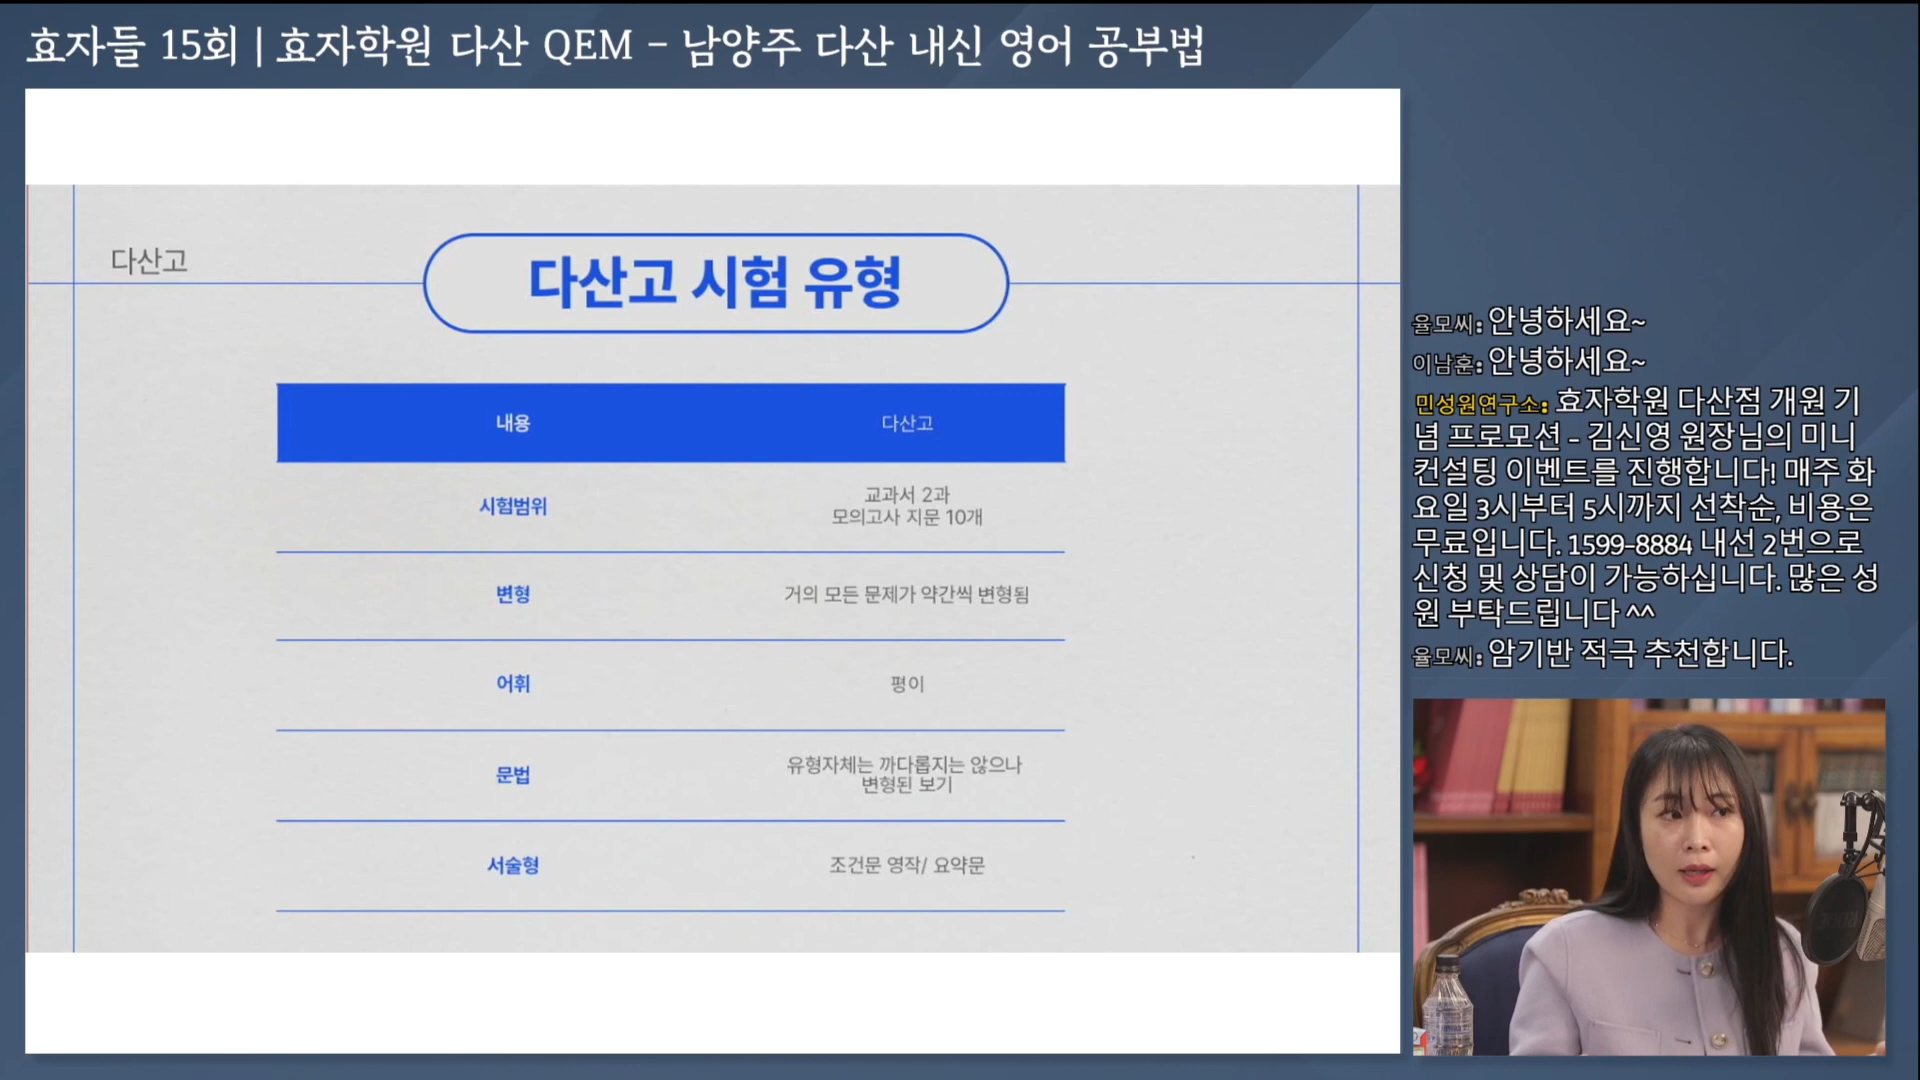 효자들 15회 | 효자학원 다산 QEM - 남양주 다산 내신 영어 공부법
다산고
다산고 시험 유형
내용 다산고
시험범위 교과서 2과
모의고사 지문 10개
변형 거의 모든 문제가 약간씩 변형됨
어휘 평이
문법 유형자체는 까다롭지는 않으나
변형된 보기
서술형 조건문 영작/ 요약문
율모씨: 안녕하세요~
이남훈: 안녕하세요~
민성원연구소: 효자학원 다산점 개원 기
념 프로모션 - 김신영 원장님의 미니
컨설팅 이벤트를 진행합니다! 매주 화
요일 3시부터 5시까지 선착순, 비용은
무료입니다. 1599-8884 내선 2번으로
신청 및 상담이 가능하십니다. 많은 성
원 부탁드립니다 ^^
율모씨: 암기반 적극 추천합니다.